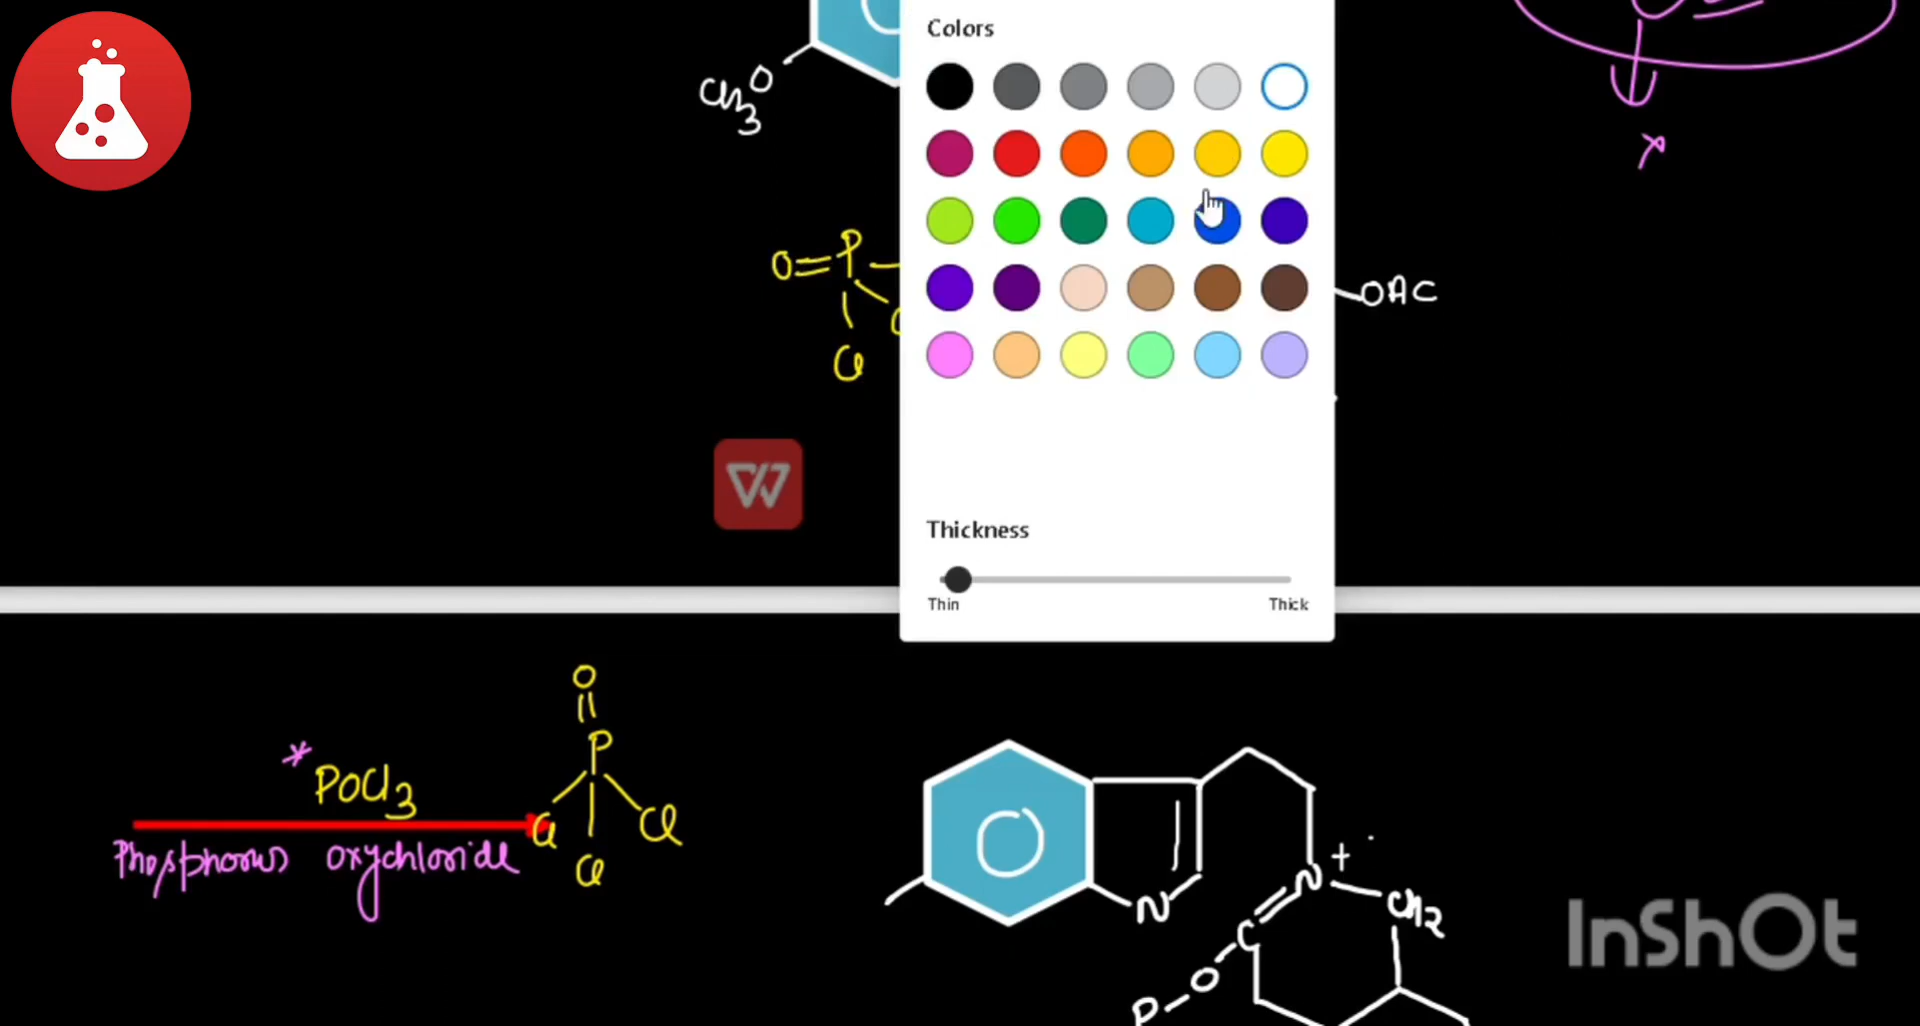 Colors
CH3O
O=P
Cl
OAC
Thickness
Thin Thick
O
P
* POCl3
Cl Cl
Cl
Phosphorus oxychloride
N +
CH2
N
C
O
P
InShOt